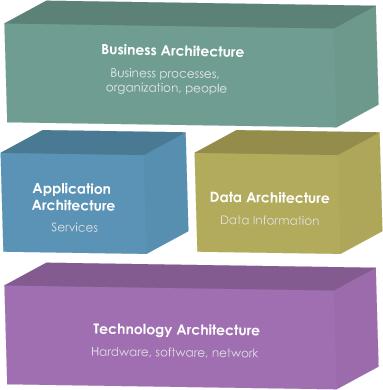 Business Architecture
Business processes,
organization, people
Application
Architecture
Services
Data Architecture
Data Information
Technology Architecture
Hardware, software, network